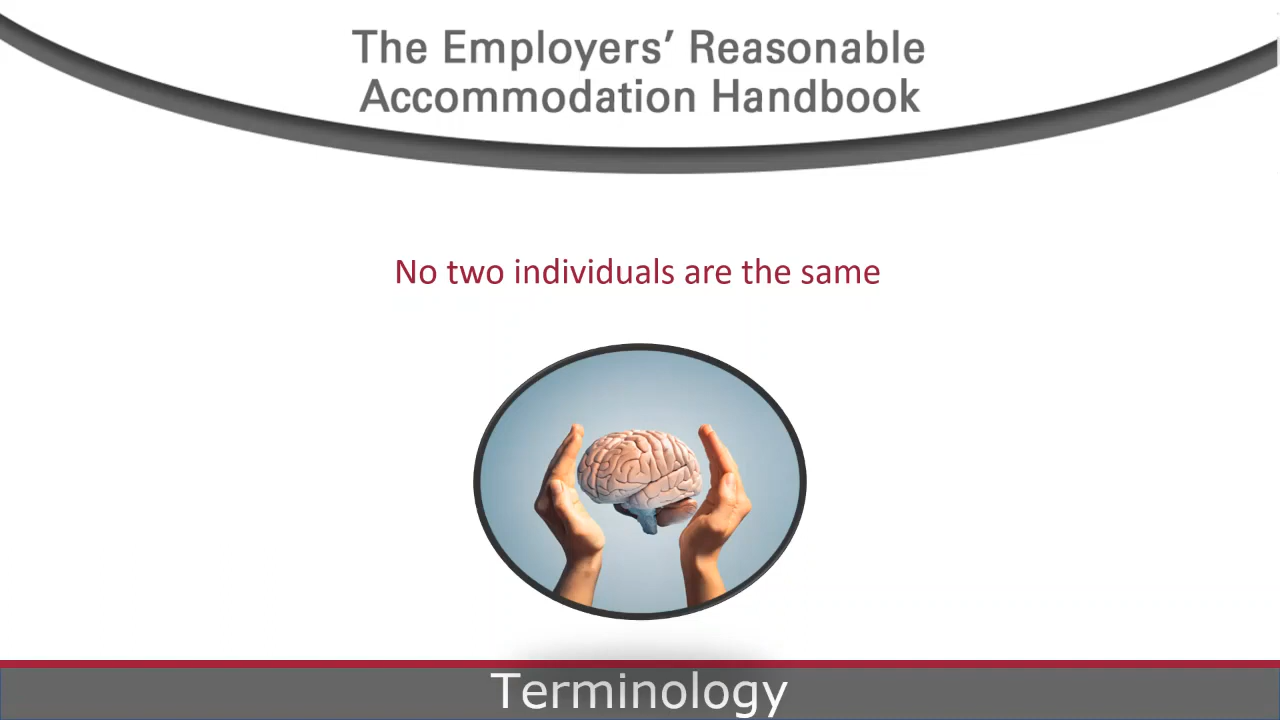 The Employers’ Reasonable
Accommodation Handbook
No two individuals are the same
Terminology